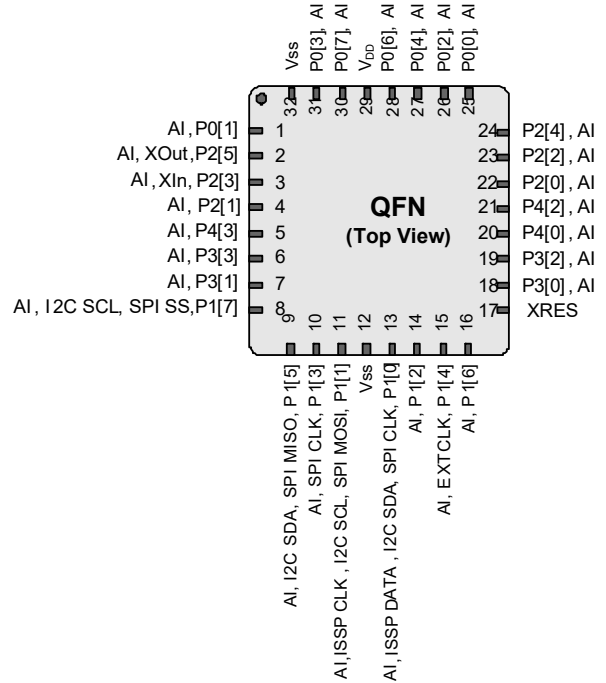 Vss
P0[3], AI
P0[7], AI
VDD
P0[6], AI
P0[4], AI
P0[2], AI
P0[0], AI
32
31
30
29
28
27
26
25
AI,P0[1]
1
AI, XOut,P2[5]
2
AI,XIn, P2[3]
3
AI, P2[1]
4
AI, P4[3]
5
AI, P3[3]
6
AI, P3[1]
7
AI, I2C SCL, SPI SS,P1[7]
8
QFN
(Top View)
24
P2[4], AI
23
P2[2], AI
22
P2[0], AI
21
P4[2], AI
20
P4[0], AI
19
P3[2], AI
18
P3[0], AI
17
XRES
9
10
11
12
13
14
15
16
AI, I2C SDA, SPI MISO, P1[5]
AI, SPI CLK, P1[3]
AI,ISSP CLK, I2C SCL, SPI MOSI, P1[1]
Vss
AI,ISSP DATA, I2C SDA, SPI CLK, P1[0
AI, P1[2]
AI, EXTCLK, P1[4]
AI, P1[6]